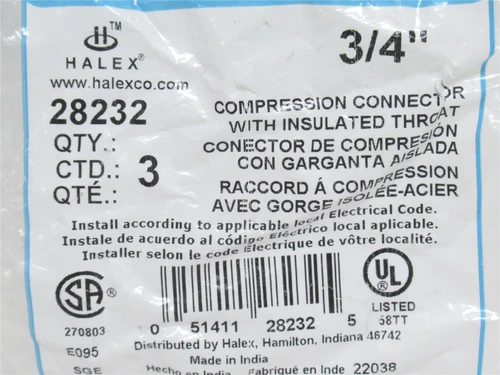 HALEX®
www.halexco.com
28232
QTY.:
CTD.: 3
QTÉ.:
3/4"
COMPRESSION CONNECTOR
WITH INSULATED THROAT
CONECTOR DE COMPRESIÓN
CON GARGANTA AISLADA
RACCORD À COMPRESSION
AVEC GORGE ISOLÉE-ACIER
Install according to applicable local Electrical Code.
Instale de acuerdo al código Eléctrico local aplicable.
Installer selon le code Électrique de vôtre localité.
SA ®
270803
E095
SGE
0 51411 28232 5
UL ®
LISTED
58TT
Distributed by Halex, Hamilton, Indiana 46742
Made in India
Hecho en India Fabriqué en Inde 22038